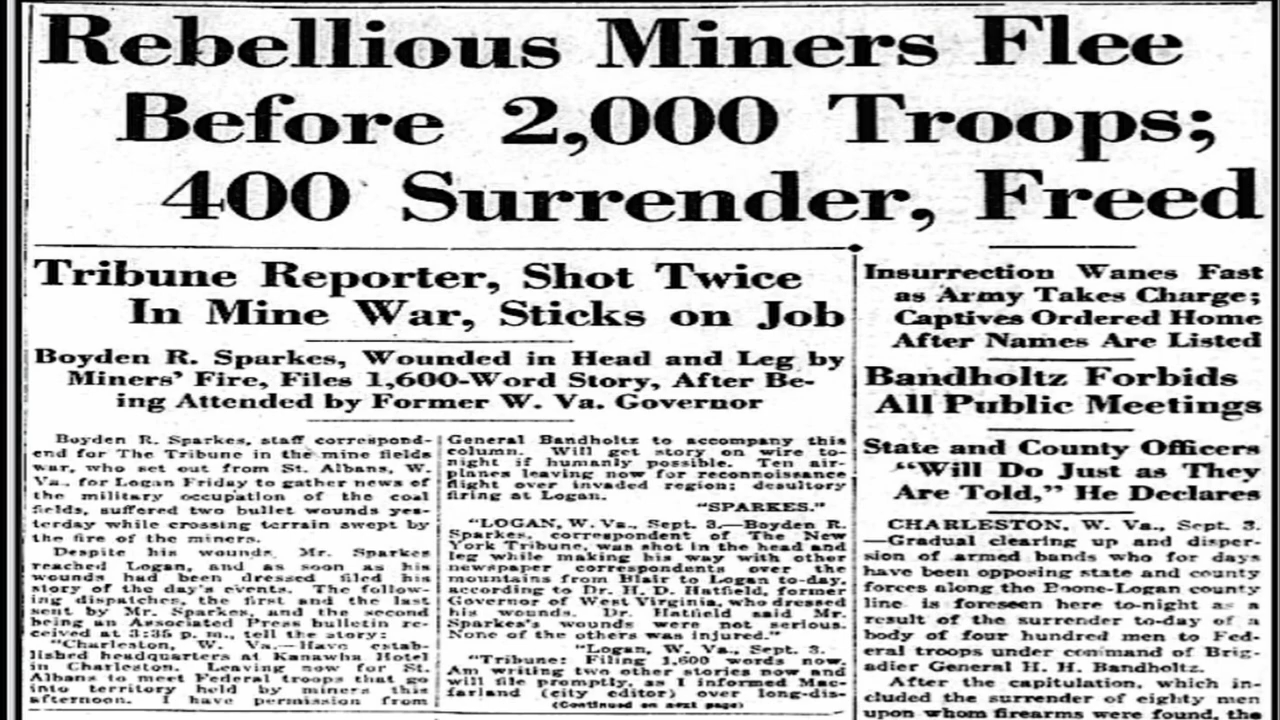 Rebellious Miners Flee
Before 2,000 Troops;
400 Surrender, Freed
Tribune Reporter, Shot Twice
In Mine War, Sticks on Job
Boyden R. Sparkes, Wounded in Head and Leg by
Miners' Fire, Files 1,600-Word Story, After Be-
ing Attended by Former W. Va. Governor
Boyden R. Sparkes, staff correspond-
end for The Tribune in the mine fields
war, who set out from St. Albans, W.
Va., for Logan Friday to gather news of
the military occupation of the coal
fields, suffered two bullet wounds yes-
terday while crossing terrain swept by
the fire of the miners.
Despite his wounds Mr. Sparkes
reached Logan, and as soon as his
wounds had been dressed filed his
story of the day's events. The follow-
ing dispatches, the first and the last
sent by Mr. Sparkes and the second
being an Associated Press bulletin re-
ceived at 3:35 p. m., tell the story:
"Charleston, W. Va.—Have estab-
lished headquarters at Kanawha Hotel
in Charleston. Leaving now for St.
Albans to meet Federal troops that go
into territory held by miners this
afternoon. I have permission from
General Bandholtz to accompany this
column. Will get story on wire to-
night if humanly possible. Ten air-
planes leaving now for reconnoissance
flight over invaded region; desultory
firing at Logan.
"SPARKES."
"LOGAN, W. Va., Sept. 3.—Boyden R.
Sparkes, correspondent of The New
York Tribune, was shot in the head and
leg while making his way with other
newspaper correspondents over the
mountains from Blair to Logan to-day,
according to Dr. H. D. Hatfield, former
Governor of West Virginia, who dressed
his wounds. Dr. Hatfield said Mr.
Sparkes's wounds were not serious.
None of the others was injured."
"Logan, W. Va., Sept. 3.
"Tribune: Filing 1,600 words now.
Am writing two other stories now and
will file promptly, as I informed Mac-
farland (city editor) over long-dis-
(Continued on next page)
Insurrection Wanes Fast
as Army Takes Charge;
Captives Ordered Home
After Names Are Listed
Bandholtz Forbids
All Public Meetings
State and County Officers
"Will Do Just as They
Are Told," He Declares
CHARLESTON, W. Va., Sept. 3.
—Gradual clearing up and disper-
sion of armed bands who for days
have been opposing state and county
forces along the Boone-Logan county
line is foreseen here to-night as a
result of the surrender to-day of a
body of four hundred men to Fed-
eral troops under command of Brig-
adier General H. H. Bandholtz.
After the capitulation, which in-
cluded the surrender of eighty men
upon whom firearms were found, the